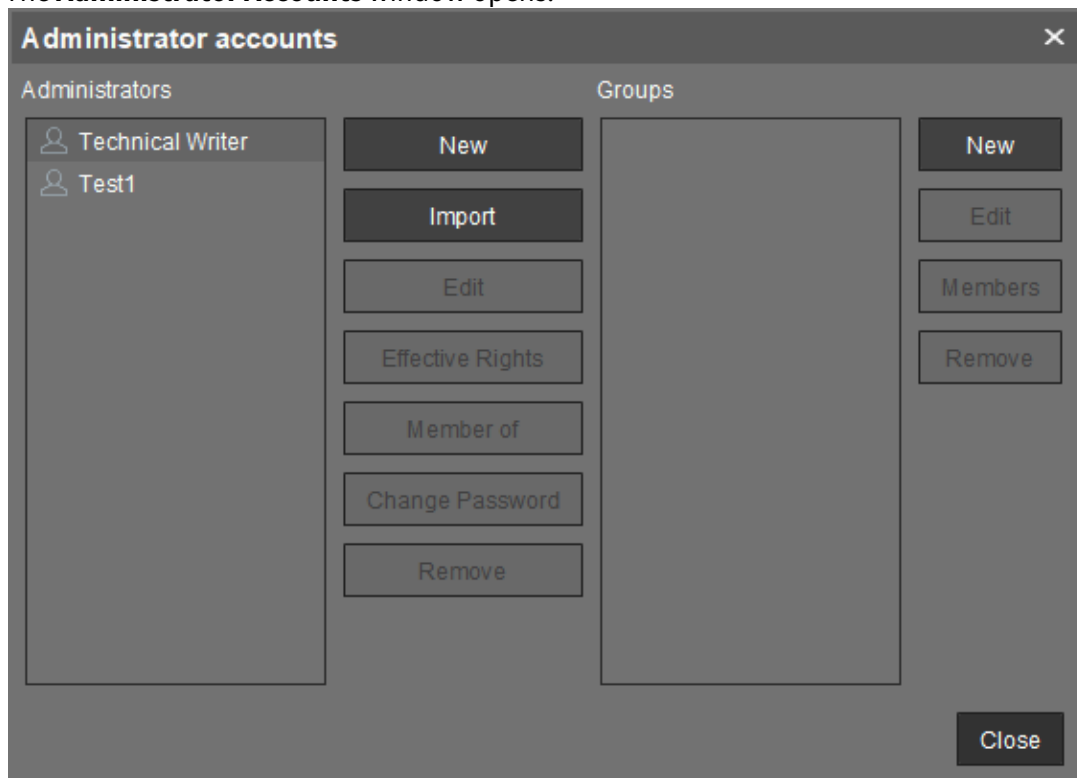 The Administrator Accounts window opens.
Administrator accounts
Administrators
Groups
Technical Writer
Test1
New
Import
Edit
Effective Rights
Member of
Change Password
Remove
New
Edit
Members
Remove
Close